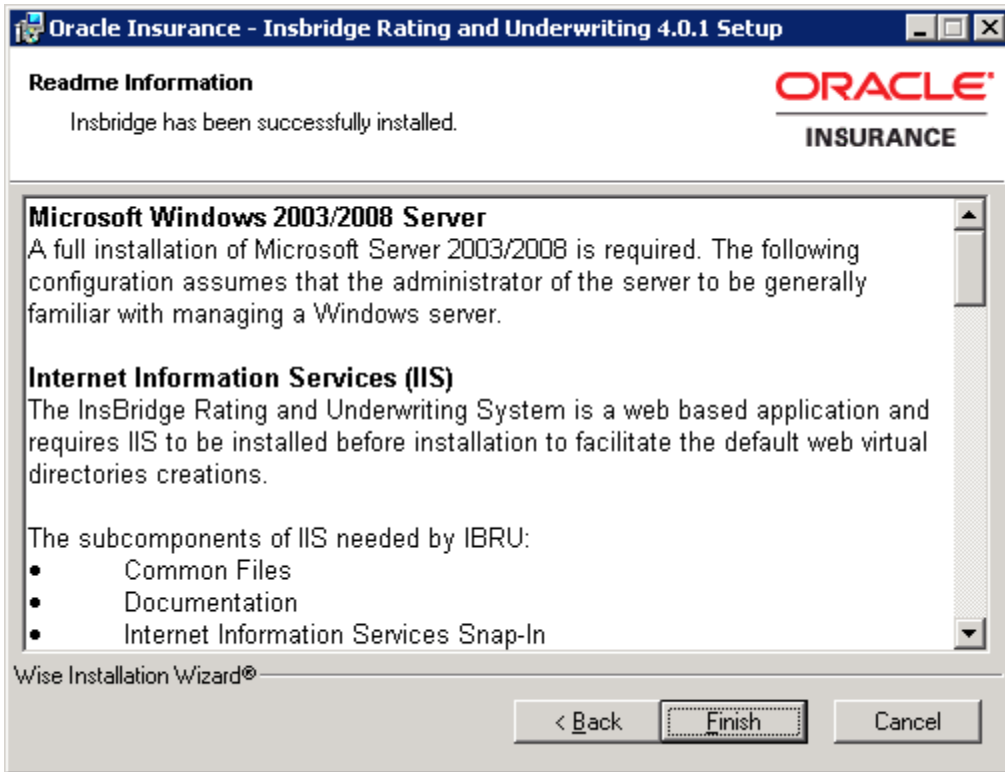 Oracle Insurance - Insbridge Rating and Underwriting 4.0.1 Setup
Readme Information
Insbridge has been successfully installed.
ORACLE
INSURANCE
Microsoft Windows 2003/2008 Server
A full installation of Microsoft Server 2003/2008 is required. The following
configuration assumes that the administrator of the server to be generally
familiar with managing a Windows server.
Internet Information Services (IIS)
The InsBridge Rating and Underwriting System is a web based application and
requires IIS to be installed before installation to facilitate the default web virtual
directories creations.
The subcomponents of IIS needed by IBRU:
• Common Files
• Documentation
• Internet Information Services Snap-In
Wise Installation Wizard®
< Back
Finish
Cancel